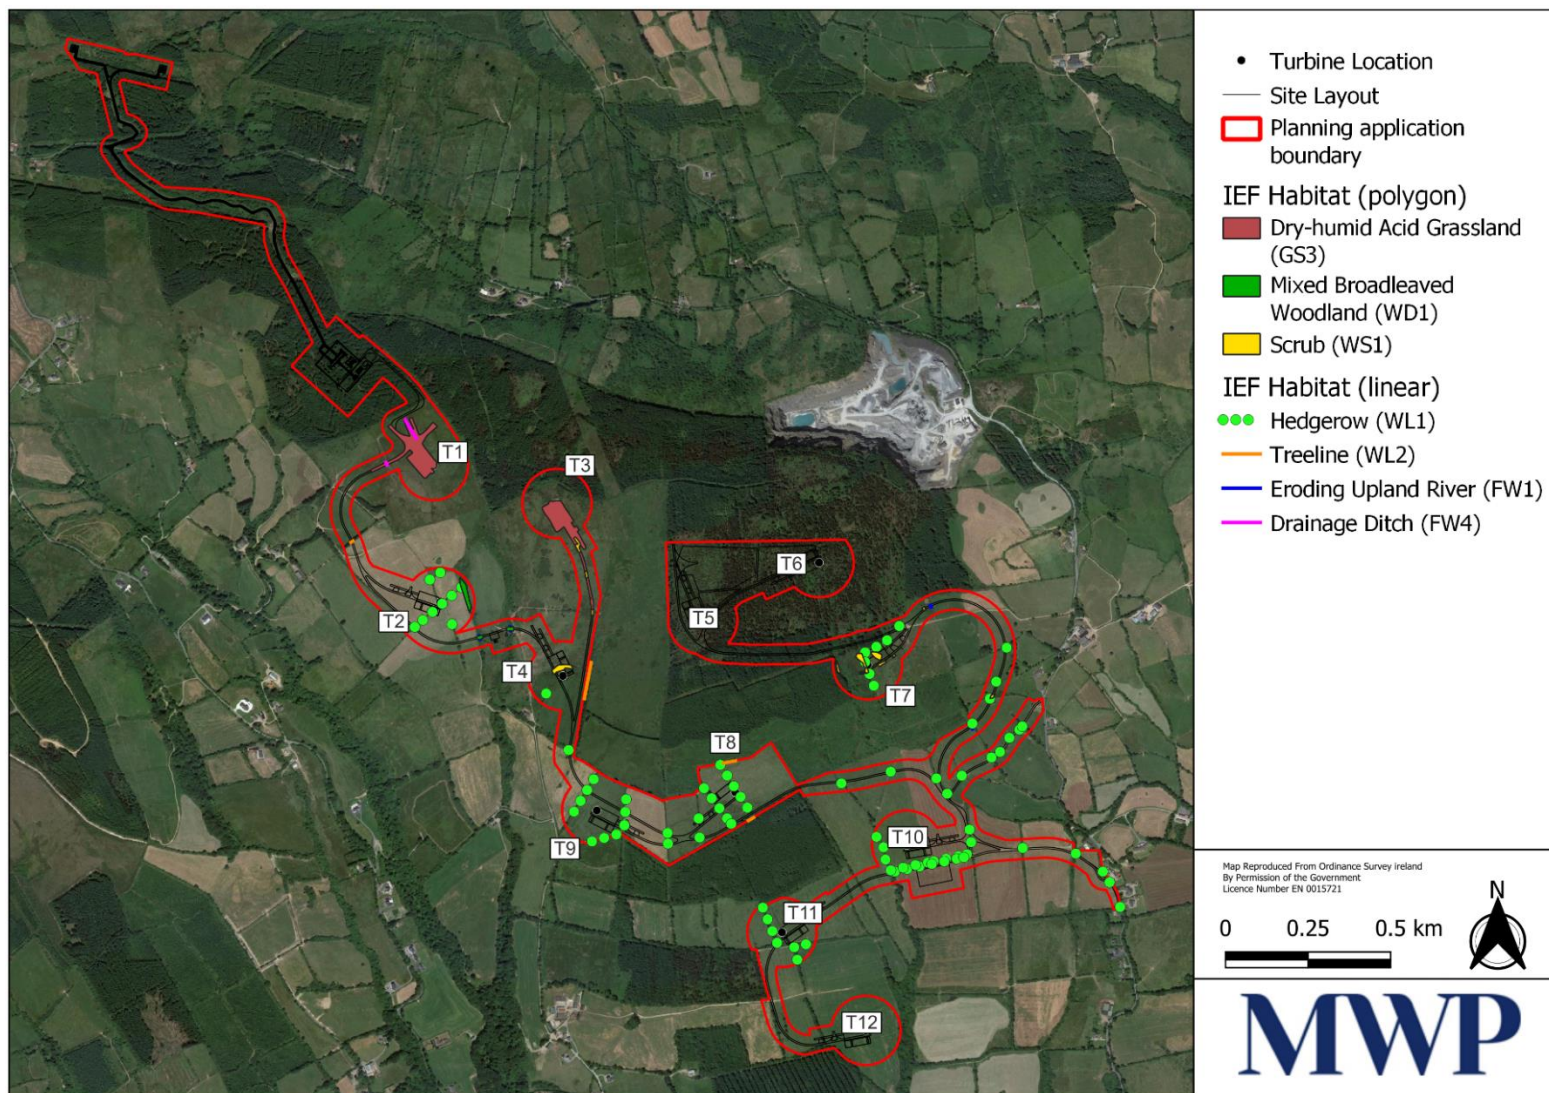 Turbine Location
Site Layout
Planning application
boundary
IEF Habitat (polygon)
Dry-humid Acid Grassland
(GS3)
Mixed Broadleaved
Woodland (WD1)
Scrub (WS1)
IEF Habitat (linear)
Hedgerow (WL1)
Treeline (WL2)
Eroding Upland River (FW1)
Drainage Ditch (FW4)
T1
T3
T6
T5
T2
T4
T7
T8
T9
T10
T11
T12
Map Reproduced From Ordinance Survey ireland
By Permission of the Government
Licence Number EN 0015721
N
0 0.25 0.5 km
MWP